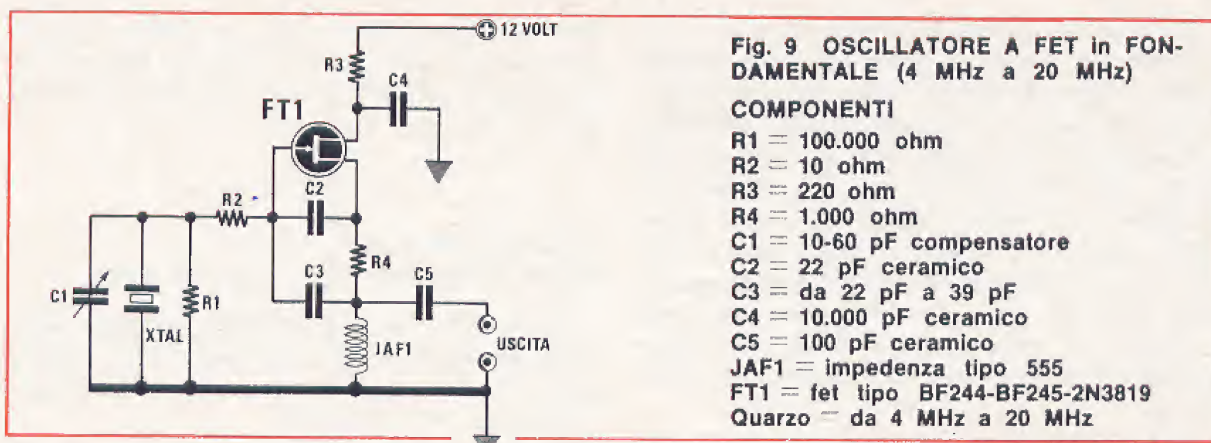 12 VOLT
R3
C4
FT1
C2
R2
R4
C3
C5
C1
R1
XTAL
JAF1
USCITA
Fig. 9 OSCILLATORE A FET in FON-
DAMENTALE (4 MHz a 20 MHz)
COMPONENTI
R1 = 100.000 ohm
R2 = 10 ohm
R3 = 220 ohm
R4 = 1.000 ohm
C1 = 10-60 pF compensatore
C2 = 22 pF ceramico
C3 = da 22 pF a 39 pF
C4 = 10.000 pF ceramico
C5 = 100 pF ceramico
JAF1 = impedenza tipo 555
FT1 = fet tipo BF244-BF245-2N3819
Quarzo = da 4 MHz a 20 MHz